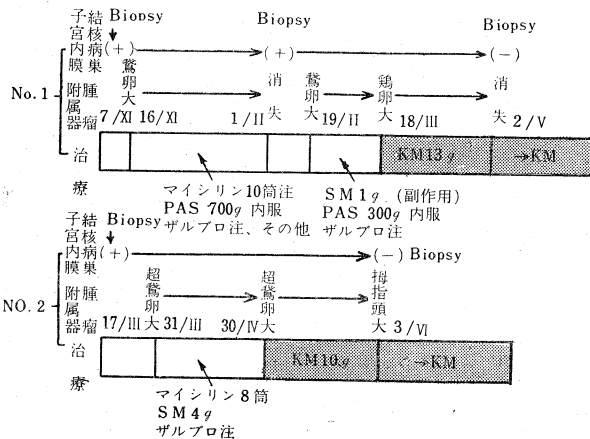 子宮内膜 結核病巣
Biopsy Biopsy Biopsy
(+) (+) (-)
No.1
附属器 腫瘤
鵞卵大 消失 鵞卵大 鶏卵大 消失
7/XI 16/XI 1/II 19/II 18/III 2/V
治療
KM13g →KM
マイシリン10筒注 SM1g (副作用)
PAS 700g 内服 PAS 300g 内服
ザルブロ注、その他 ザルブロ注
子宮内膜 結核病巣
Biopsy
(+) (-) Biopsy
NO.2
附属器 腫瘤
超鵞卵大 超鵞卵大 拇指頭大
17/III 31/III 30/IV 3/VI
治療
KM10g →KM
マイシリン8筒
SM4g
ザルブロ注